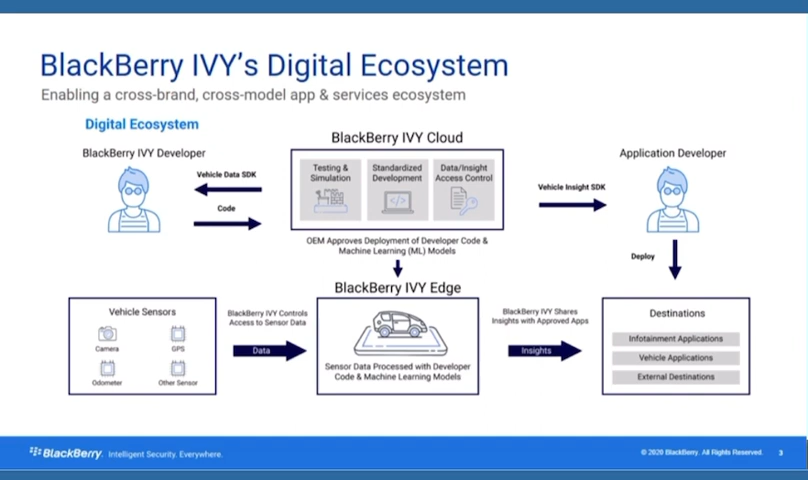 BlackBerry IVY's Digital Ecosystem
Enabling a cross-brand, cross-model app & services ecosystem
Digital Ecosystem
BlackBerry IVY Developer
Vehicle Data SDK
Code
BlackBerry IVY Cloud
Testing &
Simulation
Standardized
Development
Data/Insight
Access Control
Vehicle Insight SDK
Application Developer
Deploy
OEM Approves Deployment of Developer Code &
Machine Learning (ML) Models
BlackBerry IVY Edge
Vehicle Sensors
Camera
GPS
Odometer
Other Sensor
BlackBerry IVY Controls
Access to Sensor Data
Data
Sensor Data Processed with Developer
Code & Machine Learning Models
BlackBerry IVY Shares
Insights with Approved Apps
Insights
Destinations
Infotainment Applications
Vehicle Applications
External Destinations
BlackBerry. Intelligent Security. Everywhere.
© 2020 BlackBerry. All Rights Reserved. 3